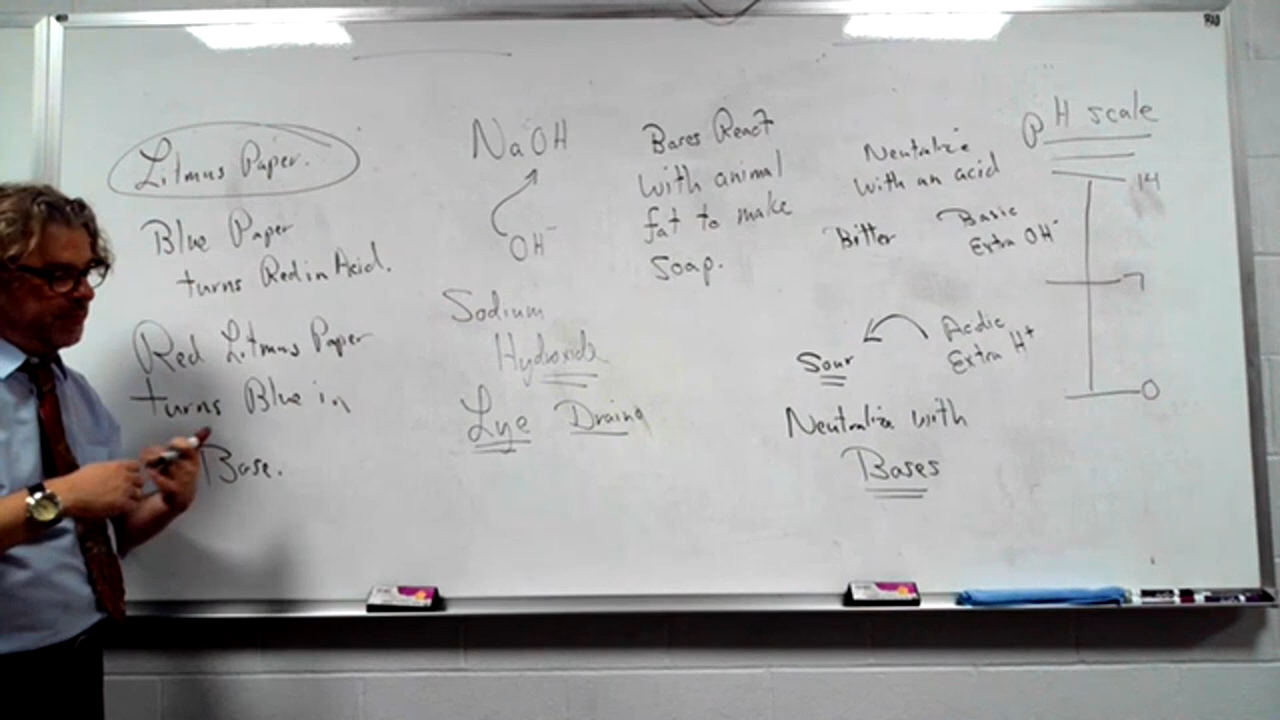 Litmus Paper.
Blue Paper
turns Red in Acid.
Red Litmus Paper
turns Blue in
Base.
NaOH
OH⁻
Sodium
Hydroxide
Lye Draino
Bases React
with animal
fat to make
soap.
Neutralize
with an acid
Bitter
Basic
Extra OH⁻
Sour
Acidic
Extra H⁺
Neutralize with
Bases
pH scale
14
7
0